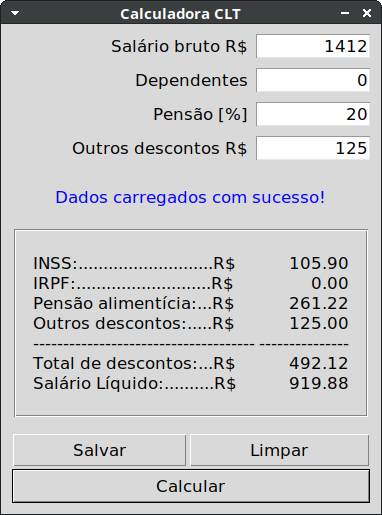 Calculadora CLT
Salário bruto R$ 1412
Dependentes 0
Pensão [%] 20
Outros descontos R$ 125
Dados carregados com sucesso!
INSS:...........................R$ 105.90
IRPF:...........................R$ 0.00
Pensão alimentícia:...R$ 261.22
Outros descontos:.....R$ 125.00
----------------------------------- --------------
Total de descontos:...R$ 492.12
Salário Líquido:..........R$ 919.88
Salvar Limpar
Calcular